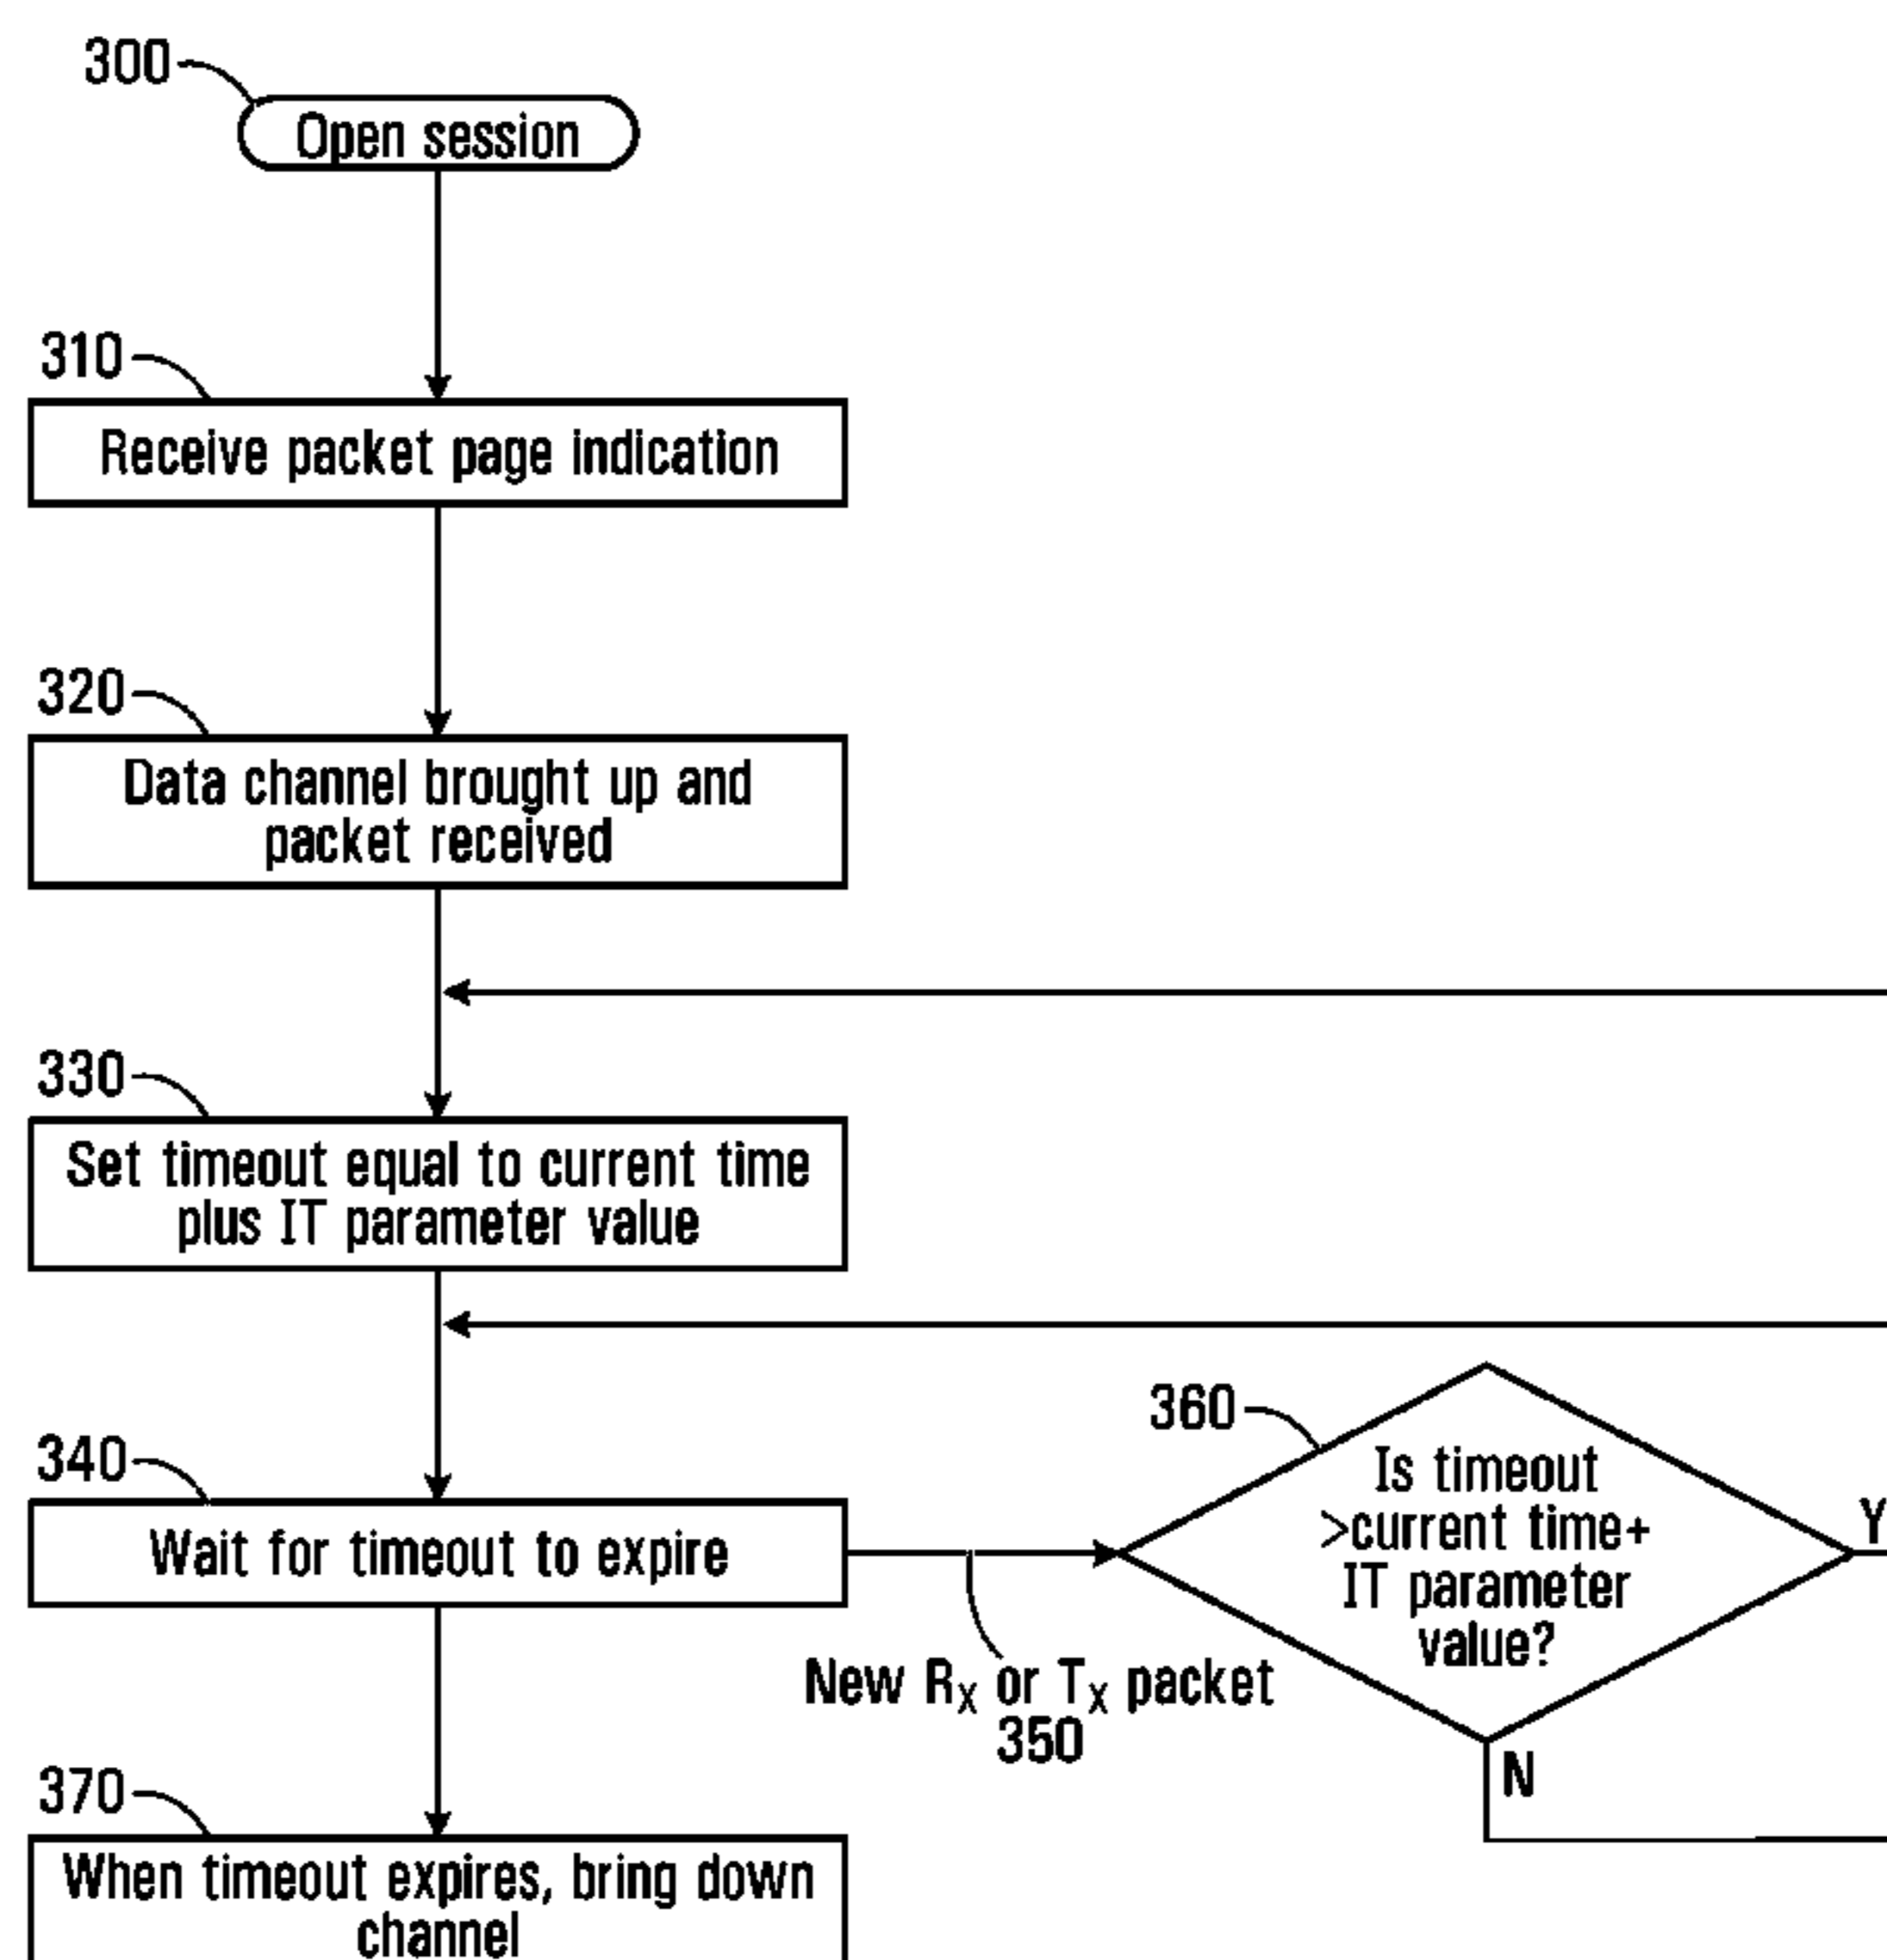 300
Open session
310
Receive packet page indication
320
Data channel brought up and
packet received
330
Set timeout equal to current time
plus IT parameter value
340
Wait for timeout to expire
360
Is timeout
>current time+
IT parameter
value?
Y
New RX or TX packet
350
N
370
When timeout expires, bring down
channel